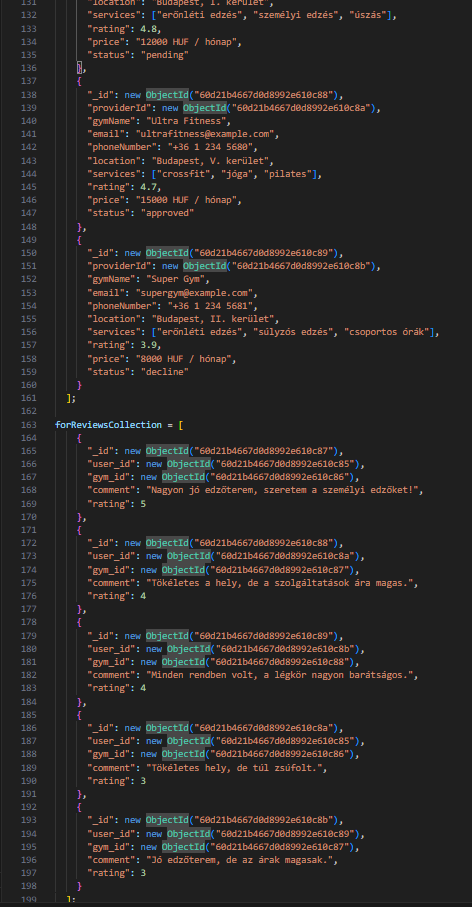 131 "location": "Budapest, I. kerület",
132 "services": ["erőnléti edzés", "személyi edzés", "úszás"],
133 "rating": 4.8,
134 "price": "12000 HUF / hónap",
135 "status": "pending"
136 },
137 {
138 "_id": new ObjectId("60d21b4667d0d8992e610c88"),
139 "providerId": new ObjectId("60d21b4667d0d8992e610c8a"),
140 "gymName": "Ultra Fitness",
141 "email": "ultrafitness@example.com",
142 "phoneNumber": "+36 1 234 5680",
143 "location": "Budapest, V. kerület",
144 "services": ["crossfit", "jóga", "pilates"],
145 "rating": 4.7,
146 "price": "15000 HUF / hónap",
147 "status": "approved"
148 },
149 {
150 "_id": new ObjectId("60d21b4667d0d8992e610c89"),
151 "providerId": new ObjectId("60d21b4667d0d8992e610c8b"),
152 "gymName": "Super Gym",
153 "email": "supergym@example.com",
154 "phoneNumber": "+36 1 234 5681",
155 "location": "Budapest, II. kerület",
156 "services": ["erőnléti edzés", "súlyzós edzés", "csoportos órák"],
157 "rating": 3.9,
158 "price": "8000 HUF / hónap",
159 "status": "decline"
160 }
161 ];
162
163 forReviewsCollection = [
164 {
165 "_id": new ObjectId("60d21b4667d0d8992e610c87"),
166 "user_id": new ObjectId("60d21b4667d0d8992e610c85"),
167 "gym_id": new ObjectId("60d21b4667d0d8992e610c86"),
168 "comment": "Nagyon jó edzőterem, szeretem a személyi edzőket!",
169 "rating": 5
170 },
171 {
172 "_id": new ObjectId("60d21b4667d0d8992e610c88"),
173 "user_id": new ObjectId("60d21b4667d0d8992e610c8a"),
174 "gym_id": new ObjectId("60d21b4667d0d8992e610c87"),
175 "comment": "Tökéletes a hely, de a szolgáltatások ára magas.",
176 "rating": 4
177 },
178 {
179 "_id": new ObjectId("60d21b4667d0d8992e610c89"),
180 "user_id": new ObjectId("60d21b4667d0d8992e610c8b"),
181 "gym_id": new ObjectId("60d21b4667d0d8992e610c88"),
182 "comment": "Minden rendben volt, a légkör nagyon barátságos.",
183 "rating": 4
184 },
185 {
186 "_id": new ObjectId("60d21b4667d0d8992e610c8a"),
187 "user_id": new ObjectId("60d21b4667d0d8992e610c85"),
188 "gym_id": new ObjectId("60d21b4667d0d8992e610c86"),
189 "comment": "Tökéletes hely, de túl zsúfolt.",
190 "rating": 3
191 },
192 {
193 "_id": new ObjectId("60d21b4667d0d8992e610c8b"),
194 "user_id": new ObjectId("60d21b4667d0d8992e610c89"),
195 "gym_id": new ObjectId("60d21b4667d0d8992e610c87"),
196 "comment": "Jó edzőterem, de az árak magasak.",
197 "rating": 3
198 }
199 ];